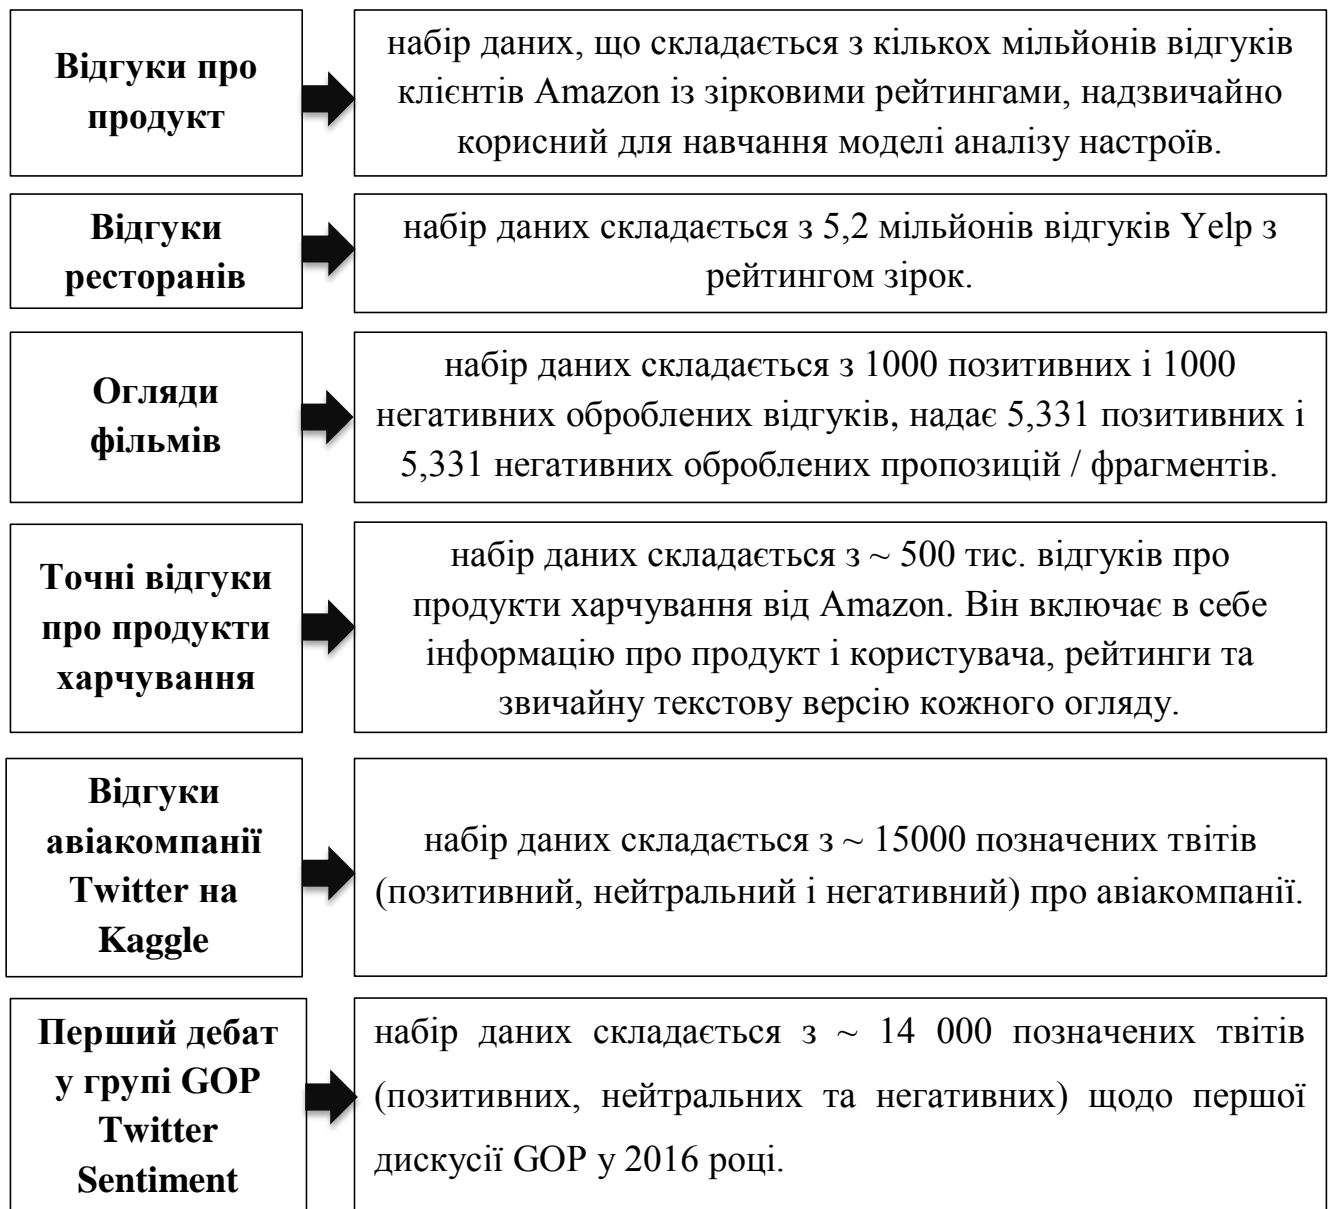 Відгуки про
продукт
набір даних, що складається з кількох мільйонів відгуків
клієнтів Amazon із зірковими рейтингами, надзвичайно
корисний для навчання моделі аналізу настроїв.
Відгуки
ресторанів
набір даних складається з 5,2 мільйонів відгуків Yelp з
рейтингом зірок.
Огляди
фільмів
набір даних складається з 1000 позитивних і 1000
негативних оброблених відгуків, надає 5,331 позитивних і
5,331 негативних оброблених пропозицій / фрагментів.
Точні відгуки
про продукти
харчування
набір даних складається з ~ 500 тис. відгуків про
продукти харчування від Amazon. Він включає в себе
інформацію про продукт і користувача, рейтинги та
звичайну текстову версію кожного огляду.
Відгуки
авіакомпанії
Twitter на
Kaggle
набір даних складається з ~ 15000 позначених твітів
(позитивний, нейтральний і негативний) про авіакомпанії.
Перший дебат
у групі GOP
Twitter
Sentiment
набір даних складається з ~ 14 000 позначених твітів
(позитивних, нейтральних та негативних) щодо першої
дискусії GOP у 2016 році.